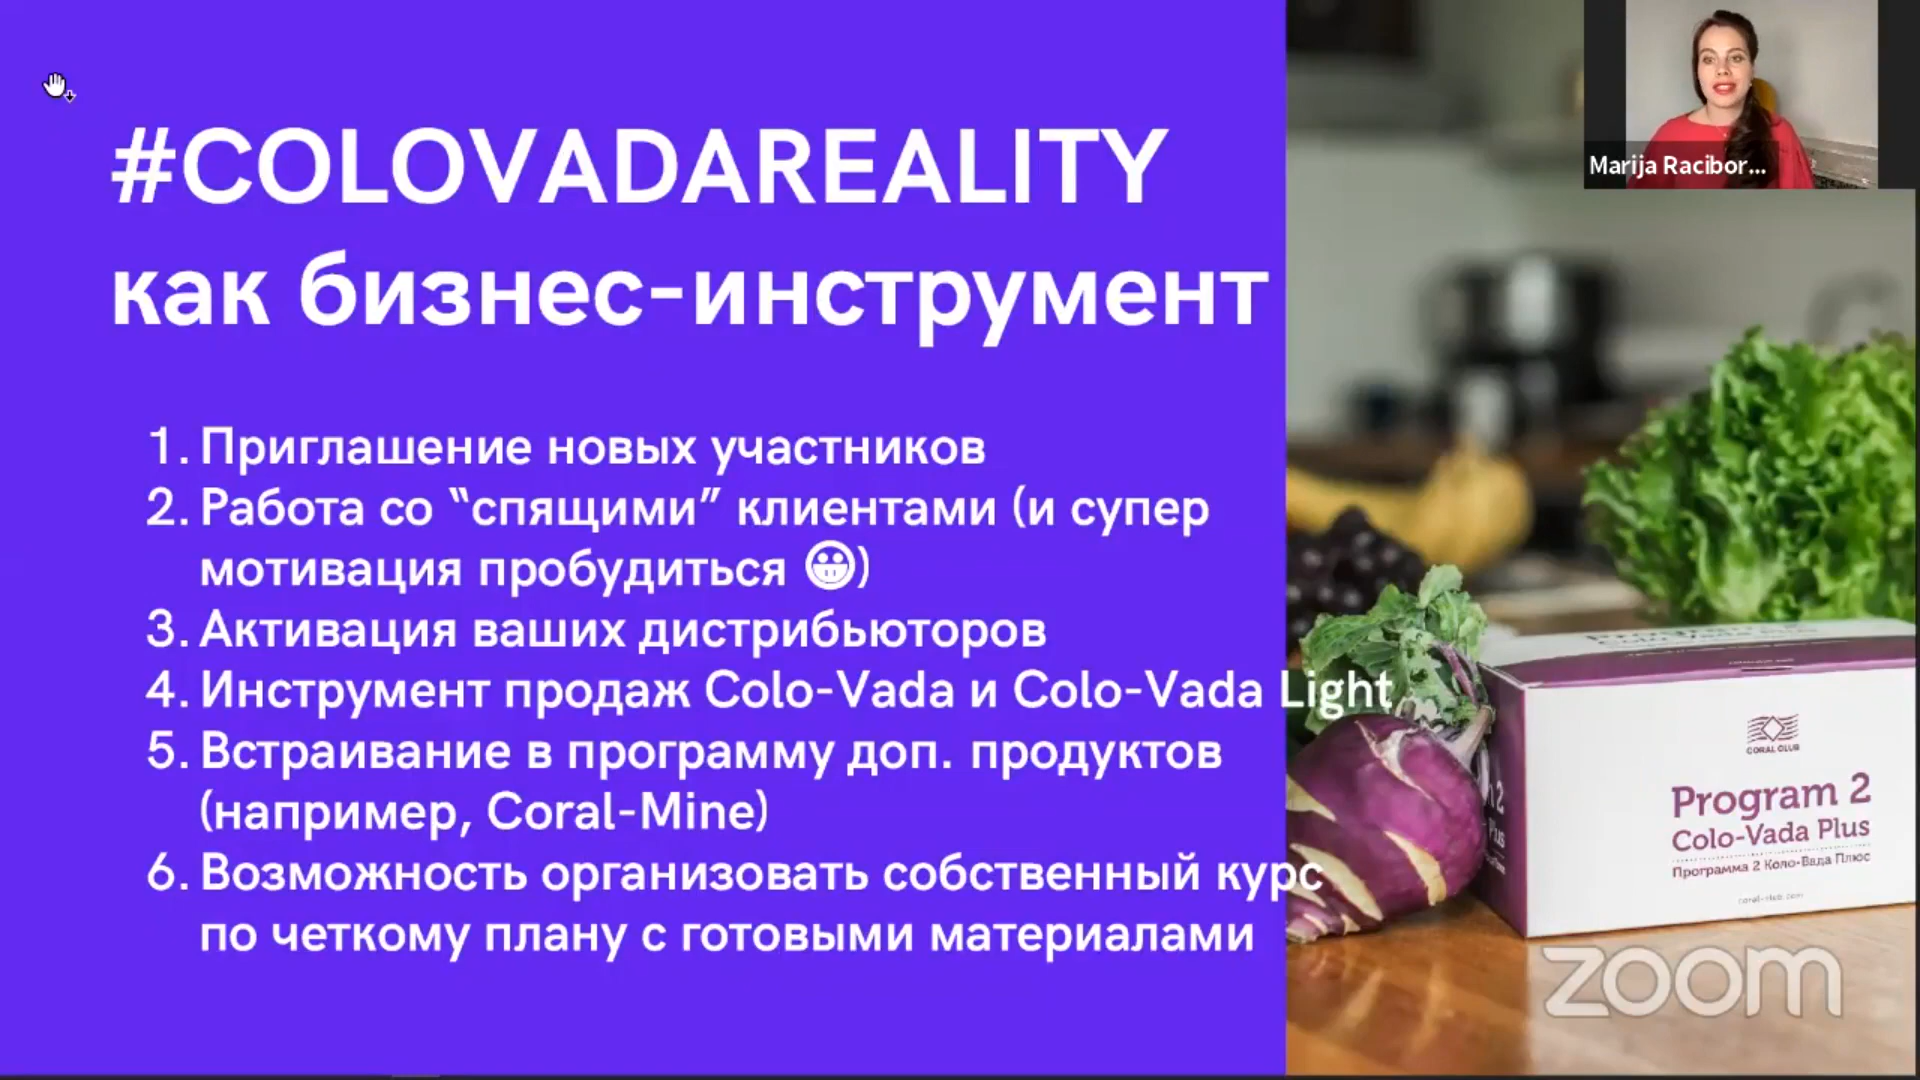 Marija Racibor...
#COLOVADAREALITY
как бизнес-инструмент
1. Приглашение новых участников
2. Работа со “спящими” клиентами (и супер
мотивация пробудиться 😀)
3. Активация ваших дистрибьюторов
4. Инструмент продаж Colo-Vada и Colo-Vada Light
5. Встраивание в программу доп. продуктов
(например, Coral-Mine)
6. Возможность организовать собственный курс
по четкому плану с готовыми материалами
CORAL CLUB
Program 2
Colo-Vada Plus
Программа 2 Коло-Вада Плюс
coral-club.com
zoom